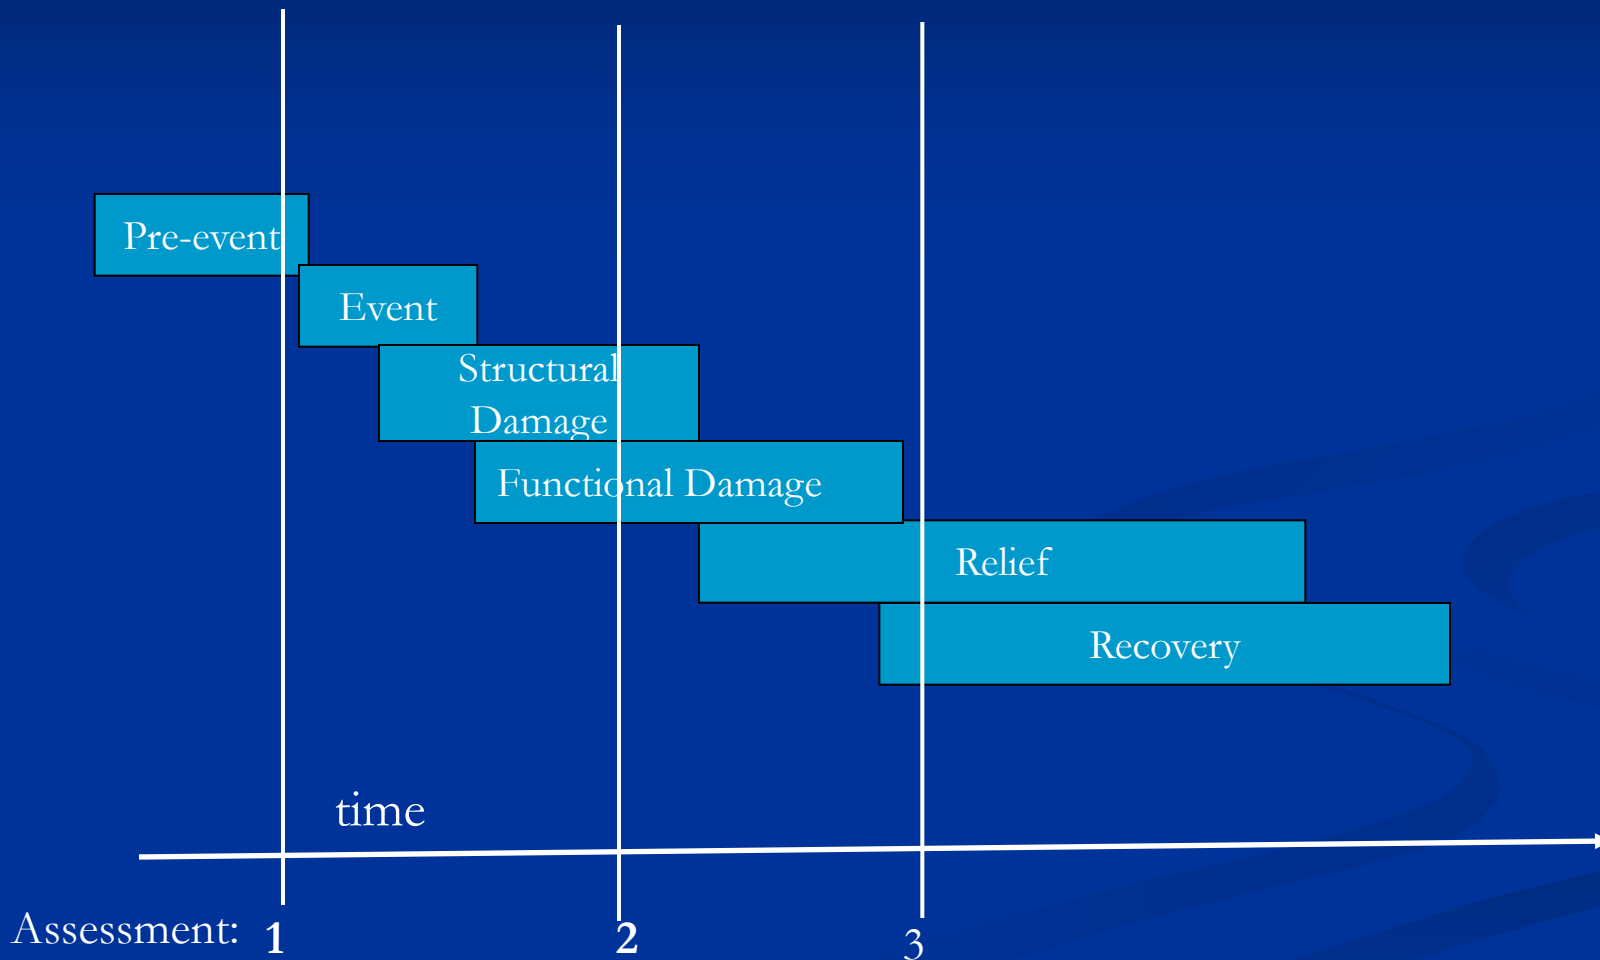 Pre-event
Event
Structural
Damage
Functional Damage
Relief
Recovery
time
Assessment: 1 2 3